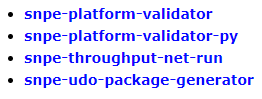 snpe-platform-validator
snpe-platform-validator-py
snpe-throughput-net-run
snpe-udo-package-generator